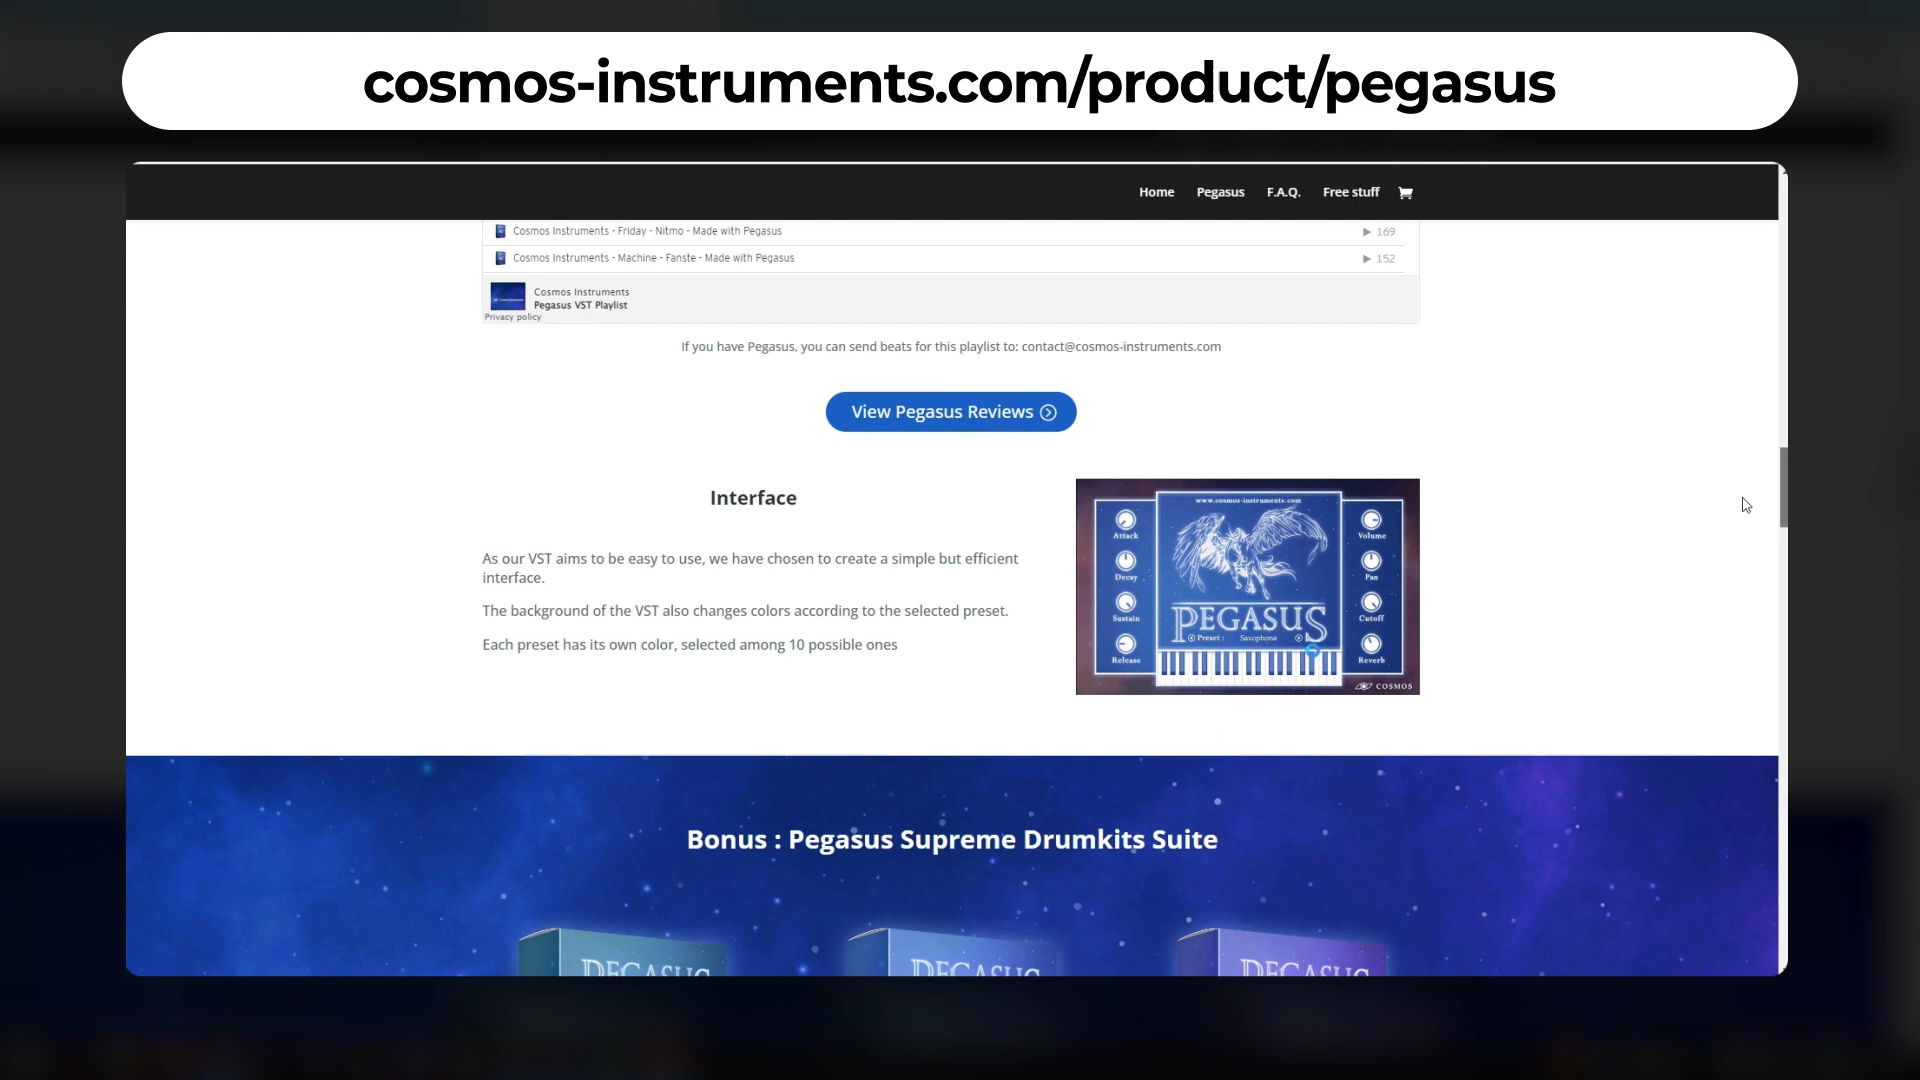 cosmos-instruments.com/product/pegasus
Home Pegasus F.A.Q. Free stuff
Cosmos Instruments - Friday - Nitmo - Made with Pegasus 169
Cosmos Instruments - Machine - Fanste - Made with Pegasus 152
Cosmos Instruments
Pegasus VST Playlist
Privacy policy
If you have Pegasus, you can send beats for this playlist to: contact@cosmos-instruments.com
View Pegasus Reviews
Interface
As our VST aims to be easy to use, we have chosen to create a simple but efficient
interface.
The background of the VST also changes colors according to the selected preset.
Each preset has its own color, selected among 10 possible ones
www.cosmos-instruments.com
Attack
Decay
Sustain
Release
PEGASUS
Preset : Saxophone
Volume
Pan
Cutoff
Reverb
COSMOS
Bonus : Pegasus Supreme Drumkits Suite
PEGASUS PEGASUS PEGASUS